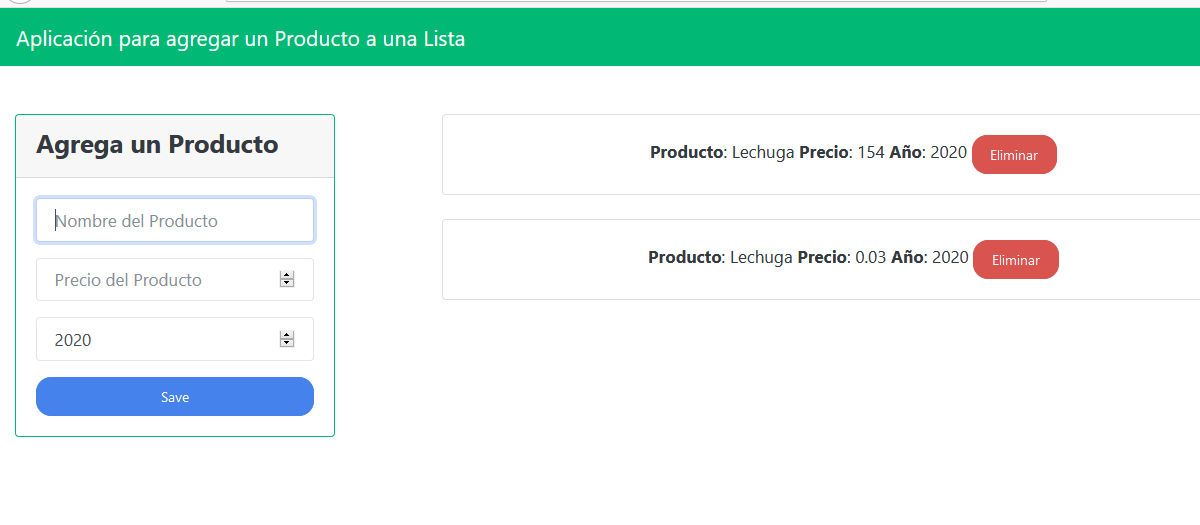 Aplicación para agregar un Producto a una Lista
Agrega un Producto
Nombre del Producto
Precio del Producto
2020
Save
Producto: Lechuga Precio: 154 Año: 2020 Eliminar
Producto: Lechuga Precio: 0.03 Año: 2020 Eliminar